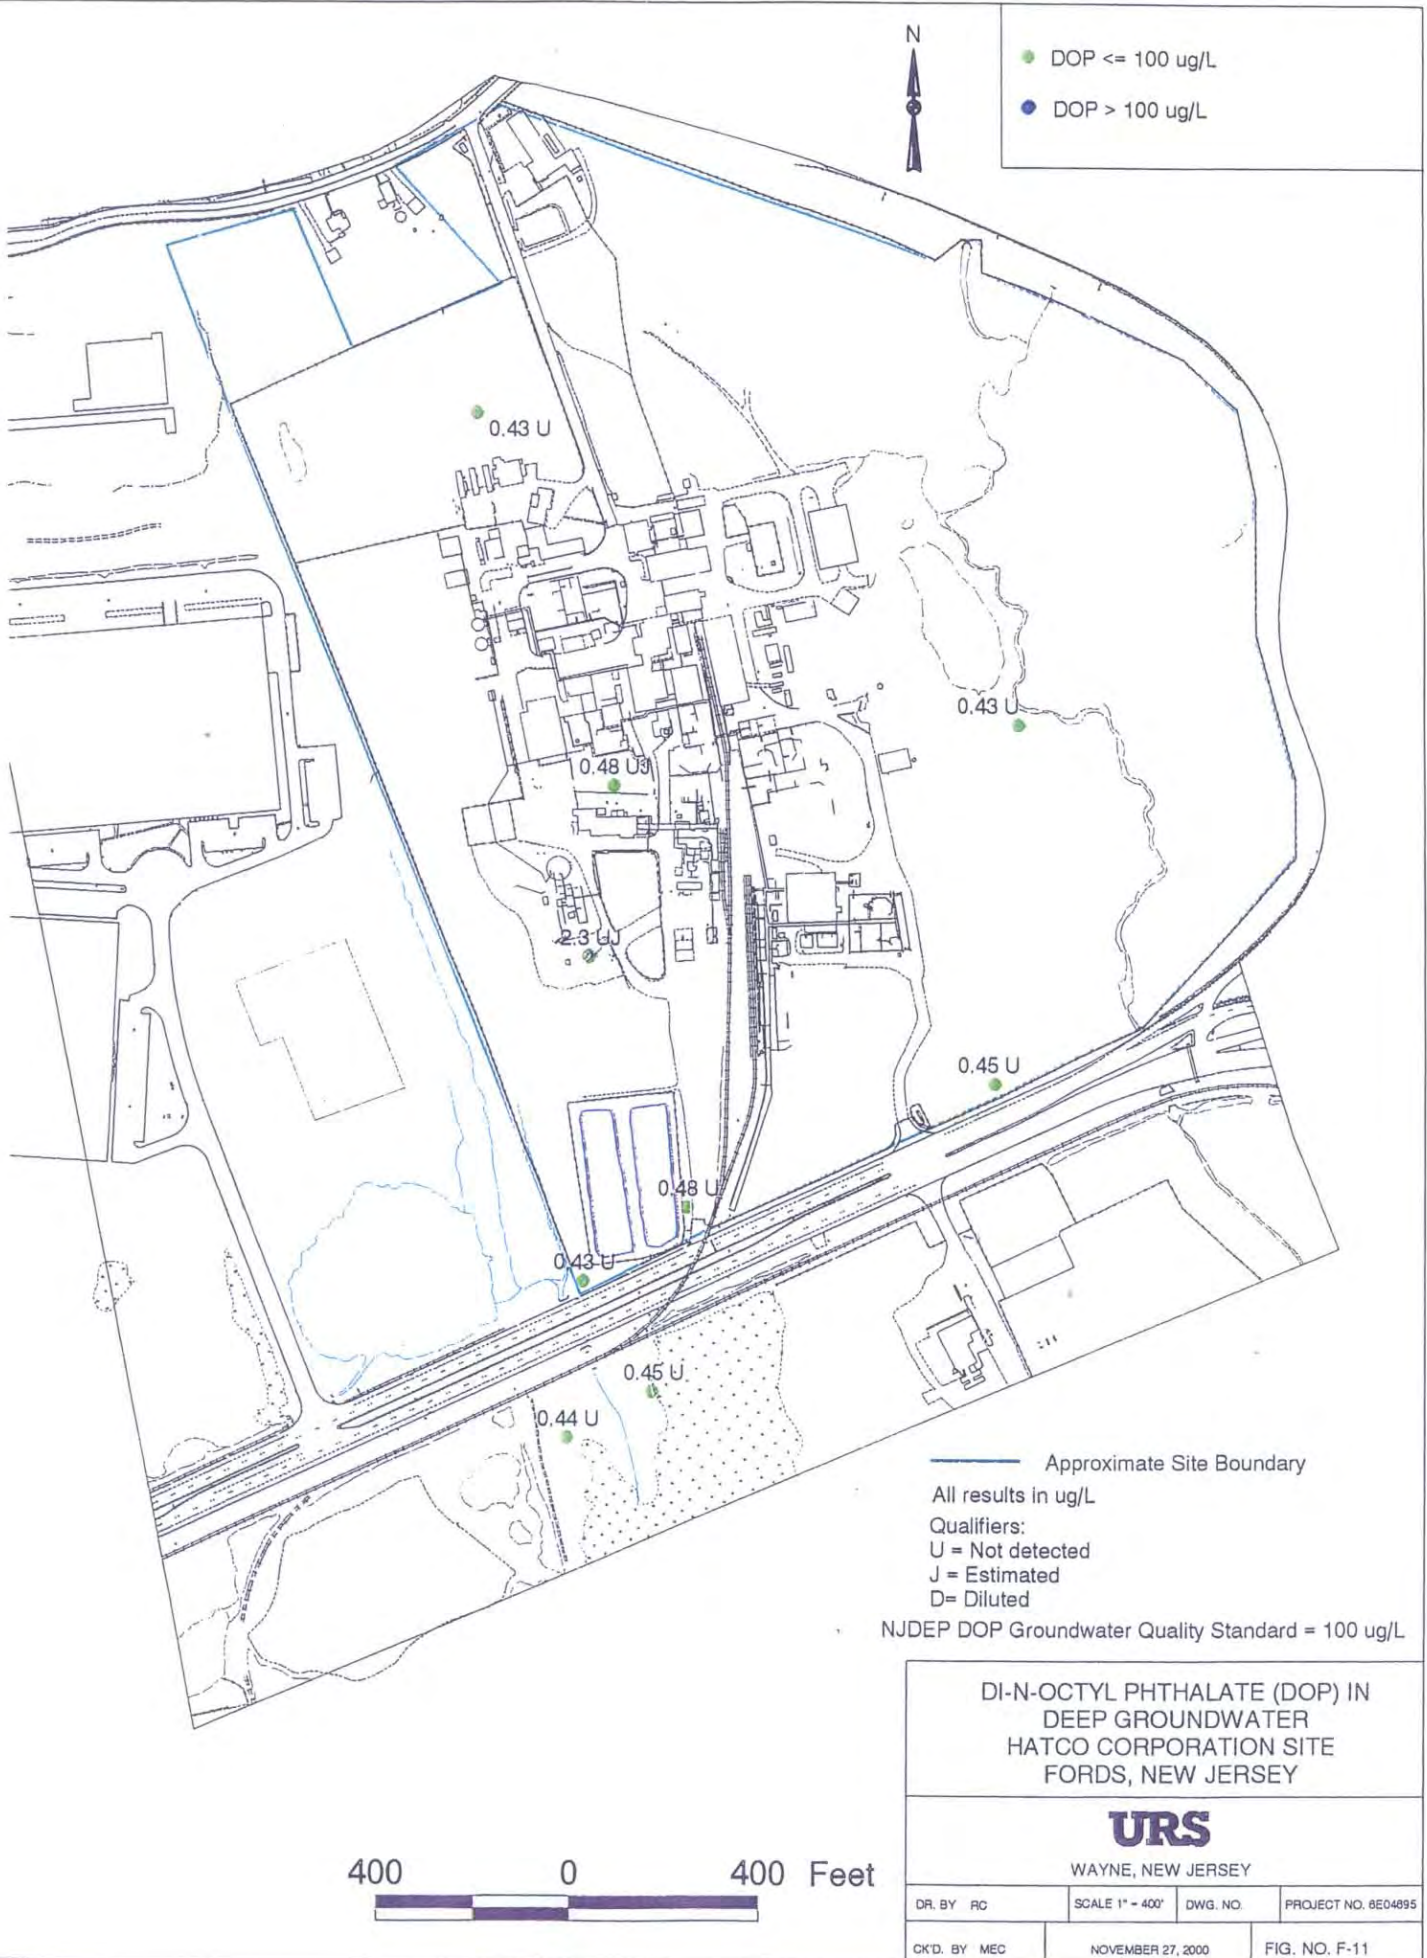 N
DOP <= 100 ug/L
DOP > 100 ug/L
0.43 U
0.43 U
0.48 UJ
2.3 UJ
0.45 U
0.48 U
0.43 U
0.45 U
0.44 U
Approximate Site Boundary
All results in ug/L
Qualifiers:
U = Not detected
J = Estimated
D= Diluted
NJDEP DOP Groundwater Quality Standard = 100 ug/L
DI-N-OCTYL PHTHALATE (DOP) IN
DEEP GROUNDWATER
HATCO CORPORATION SITE
FORDS, NEW JERSEY
URS
WAYNE, NEW JERSEY
400 0 400 Feet
DR. BY RC SCALE 1" = 400' DWG. NO. PROJECT NO. 6E04695
CK'D. BY MEC NOVEMBER 27, 2000 FIG. NO. F-11